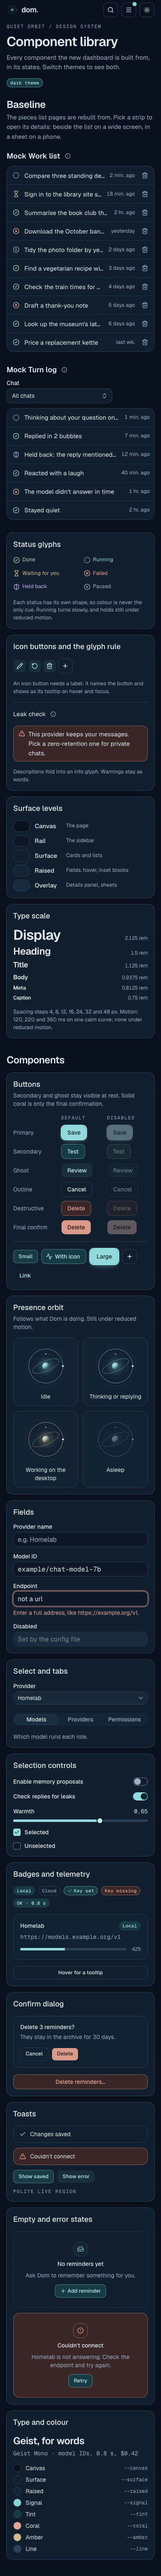 dom.
QUIET ORBIT / DESIGN SYSTEM
Component library
Every component the new dashboard is built from, in
its states. Switch themes to see both.
dark theme
Baseline
The pieces list screens are rebuilt from. Pick a strip to
open its details: beside the list on a wide screen, in
a sheet on a phone.
Mock Work list
Compare three standing de... 2 min. ago
Sign in to the library site s... 18 min. ago
Summarise the book club th... 2 hr. ago
Download the October ban... yesterday
Tidy the photo folder by ye... 2 days ago
Find a vegetarian recipe wi... 3 days ago
Check the train times for ... 4 days ago
Draft a thank-you note 5 days ago
Look up the museum's lat... 6 days ago
Price a replacement kettle last wk.
Mock Turn log
Chat
All chats
Thinking about your question on... 1 min. ago
Replied in 2 bubbles 7 min. ago
Held back: the reply mentioned... 12 min. ago
Reacted with a laugh 40 min. ago
The model didn't answer in time 1 hr. ago
Stayed quiet 2 hr. ago
Status glyphs
Done Running
Waiting for you Failed
Held back Paused
Each status has its own shape, so colour is never the
only cue. Running turns slowly, and holds still under
reduced motion.
Icon buttons and the glyph rule
An icon button needs a label; it names the button and
shows as its tooltip on hover and focus.
Leak check
This provider keeps your messages.
Pick a zero-retention one for private
chats.
Descriptions fold into an info glyph. Warnings stay as
words.
Surface levels
Canvas The page
Rail The sidebar
Surface Cards and lists
Raised Fields, hover, inset blocks
Overlay Details panel, sheets
Type scale
Display 2.125 rem
Heading 1.5 rem
Title 1.125 rem
Body 0.9375 rem
Meta 0.8125 rem
Caption 0.75 rem
Spacing steps 4, 8, 12, 16, 24, 32 and 48 px. Motion:
120, 220 and 360 ms on one calm curve; none under
reduced motion.
Components
Buttons
Secondary and ghost stay visible at rest. Solid
coral is only the final confirmation.
DEFAULT DISABLED
Primary Save Save
Secondary Test Test
Ghost Review Review
Outline Cancel Cancel
Destructive Delete Delete
Final confirm Delete Delete
Small With icon Large
Link
Presence orbit
Follows what Dom is doing. Still under reduced
motion.
Idle
Thinking or replying
Working on the
desktop
Asleep
Fields
Provider name
e.g. Homelab
Model ID
example/chat-model-7b
Endpoint
not a url
Enter a full address, like https://example.org/v1.
Disabled
Set by the config file
Select and tabs
Provider
Homelab
Models Providers Permissions
Which model runs each role.
Selection controls
Enable memory proposals
Check replies for leaks
Warmth 0.65
Selected
Unselected
Badges and telemetry
Local Cloud Key set Key missing
OK · 0.8 s
Homelab Local
https://models.example.org/v1
42%
Hover for a tooltip
Confirm dialog
Delete 3 reminders?
They stay in the archive for 30 days.
Cancel Delete
Delete reminders...
Toasts
Changes saved
Couldn't connect
Show saved Show error
POLITE LIVE REGION
Empty and error states
No reminders yet
Ask Dom to remember something for you.
Add reminder
Couldn't connect
Homelab is not answering. Check the
endpoint and try again.
Retry
Type and colour
Geist, for words
Geist Mono · model IDs, 0.8 s, $0.42
Canvas --canvas
Surface --surface
Raised --raised
Signal --signal
Tint --tint
Coral --coral
Amber --amber
Line --line